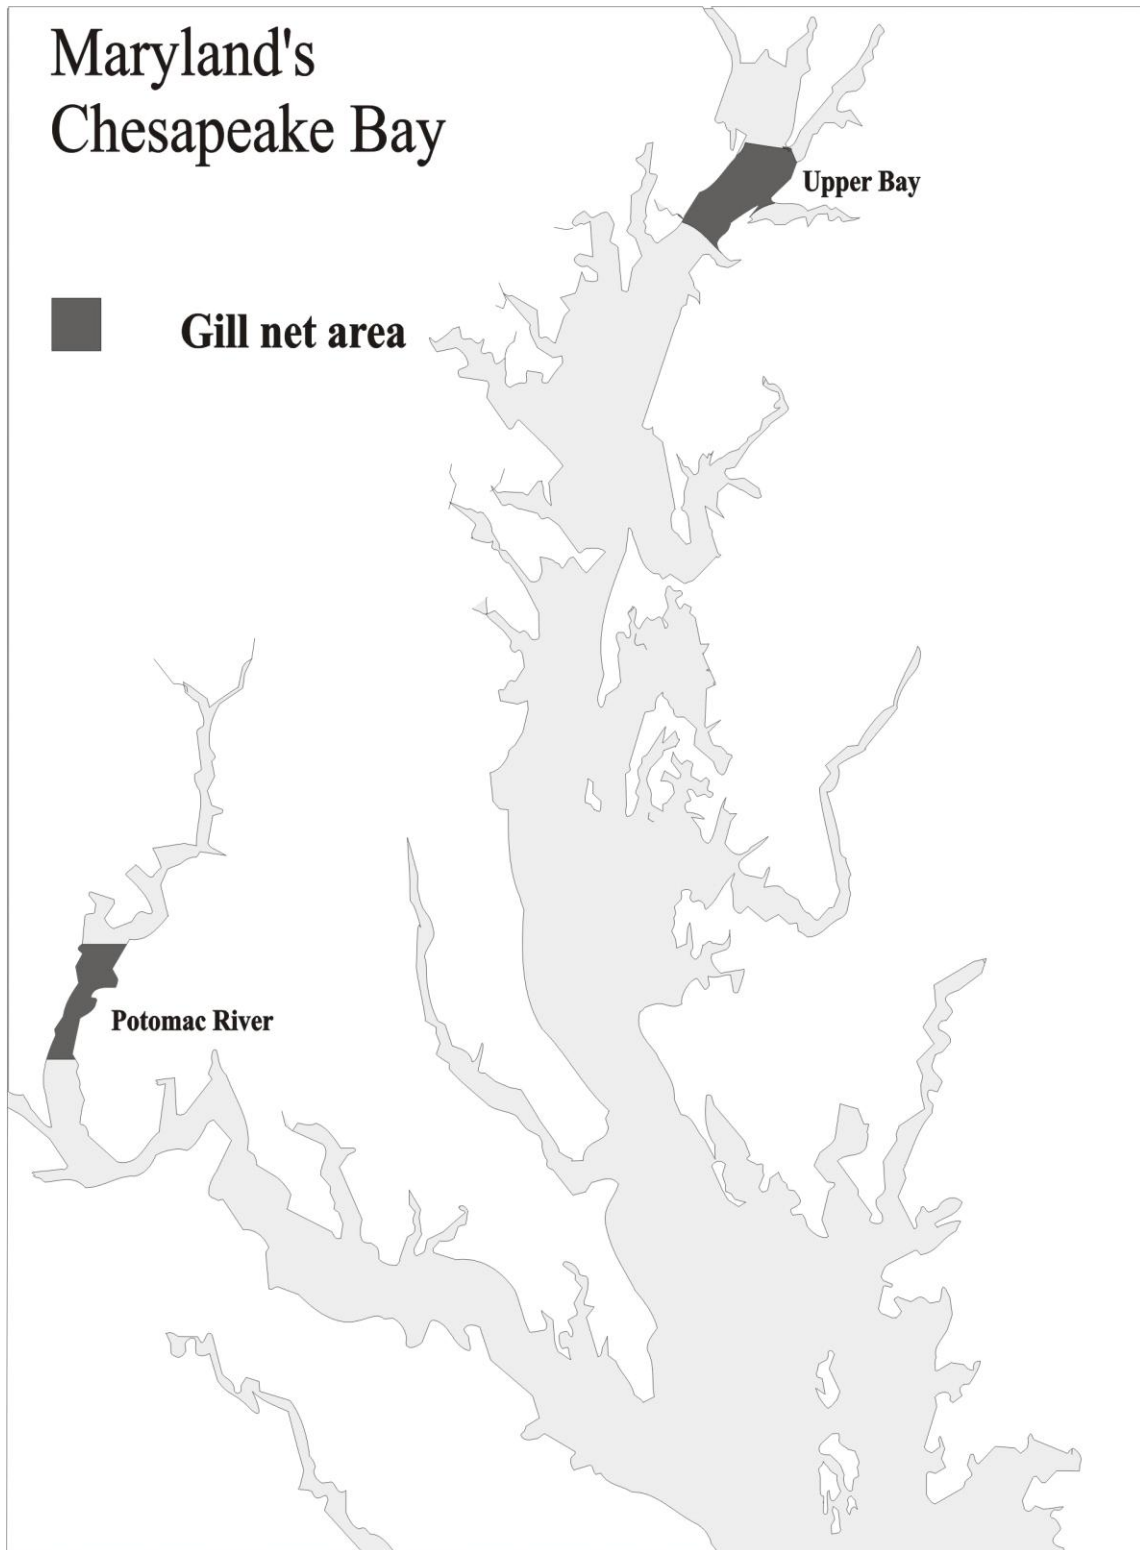 Maryland's
Chesapeake Bay
Upper Bay
Gill net area
Potomac River